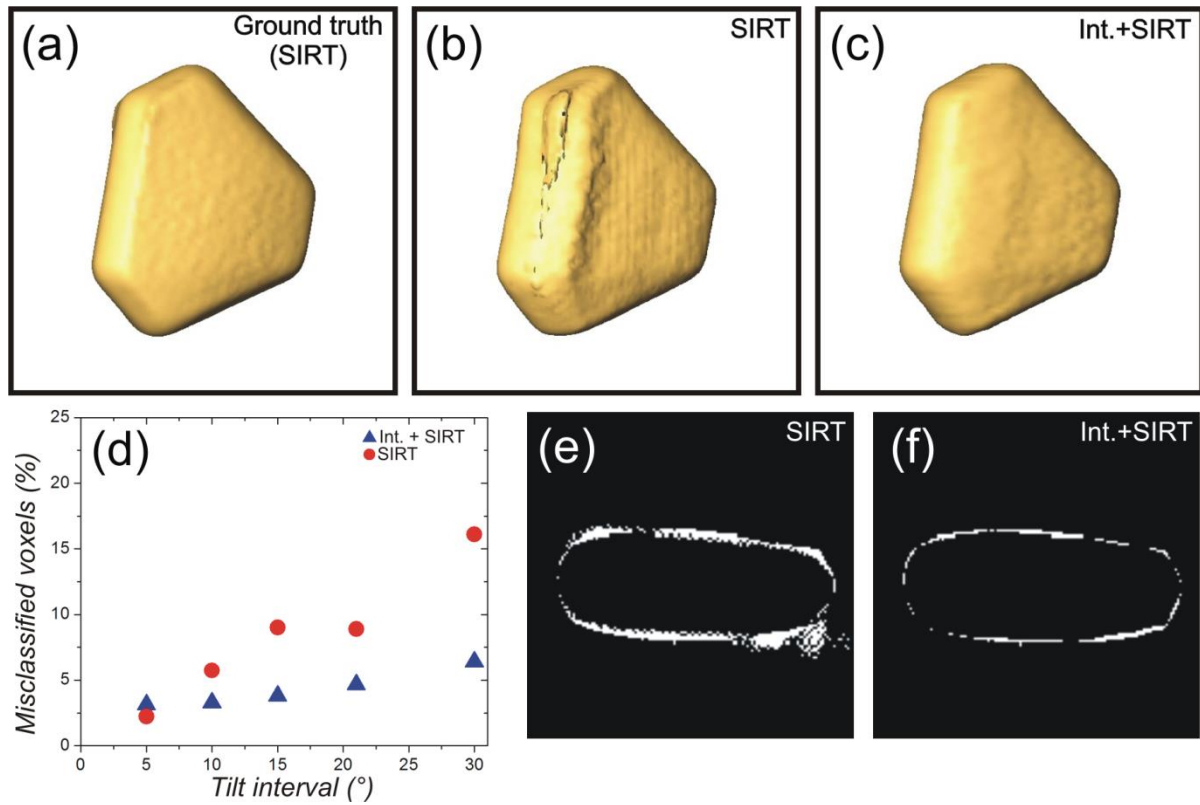 (a)
Ground truth
(SIRT)
(b)
SIRT
(c)
Int.+SIRT
(d)
Int. + SIRT
SIRT
Misclassified voxels (%)
25
20
15
10
5
0
0
5
10
15
20
25
30
Tilt interval (°)
(e)
SIRT
(f)
Int.+SIRT